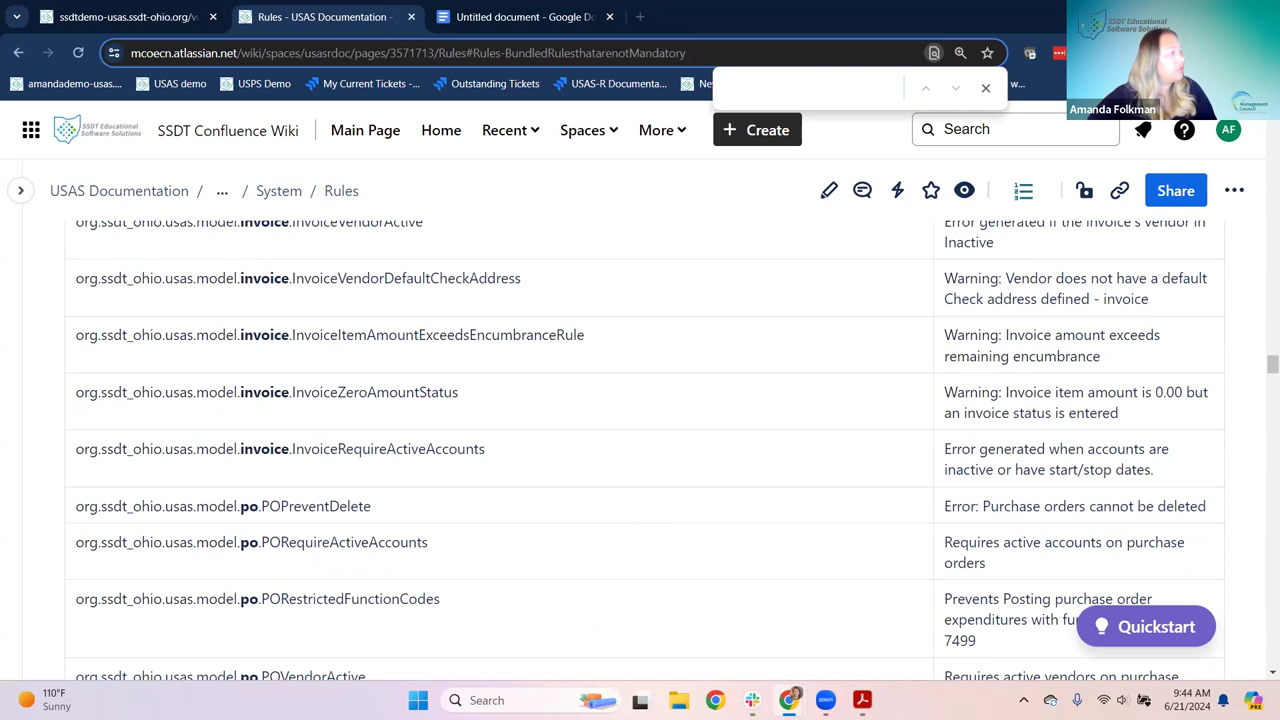 ssdtdemo-usas.ssdt-ohio.org/
Rules - USAS Documentation -
Untitled document - Google Do
mcoecn.atlassian.net/wiki/spaces/usasrdoc/pages/3571713/Rules#Rules-BundledRulesthatarenotMandatory
amandademo-usas....
USAS demo
USPS Demo
My Current Tickets -...
Outstanding Tickets
USAS-R Documenta...
SSDT Educational
Software Solutions
Management
Council
Amanda Folkman
SSDT Educational
Software Solutions
SSDT Confluence Wiki
Main Page
Home
Recent
Spaces
More
+ Create
Search
AF
USAS Documentation / ... / System / Rules
Share
org.ssdt_ohio.usas.model.invoice.InvoiceVendorActive
Error generated if the invoice's vendor in
Inactive
org.ssdt_ohio.usas.model.invoice.InvoiceVendorDefaultCheckAddress
Warning: Vendor does not have a default
Check address defined - invoice
org.ssdt_ohio.usas.model.invoice.InvoiceItemAmountExceedsEncumbranceRule
Warning: Invoice amount exceeds
remaining encumbrance
org.ssdt_ohio.usas.model.invoice.InvoiceZeroAmountStatus
Warning: Invoice item amount is 0.00 but
an invoice status is entered
org.ssdt_ohio.usas.model.invoice.InvoiceRequireActiveAccounts
Error generated when accounts are
inactive or have start/stop dates.
org.ssdt_ohio.usas.model.po.POPreventDelete
Error: Purchase orders cannot be deleted
org.ssdt_ohio.usas.model.po.PORequireActiveAccounts
Requires active accounts on purchase
orders
org.ssdt_ohio.usas.model.po.PORestrictedFunctionCodes
Prevents Posting purchase order
expenditures with
7499
Quickstart
org.ssdt_ohio.usas.model.po.POVendorActive
Requires active vendors on purchase
110°F
Sunny
Search
9:44 AM
6/21/2024